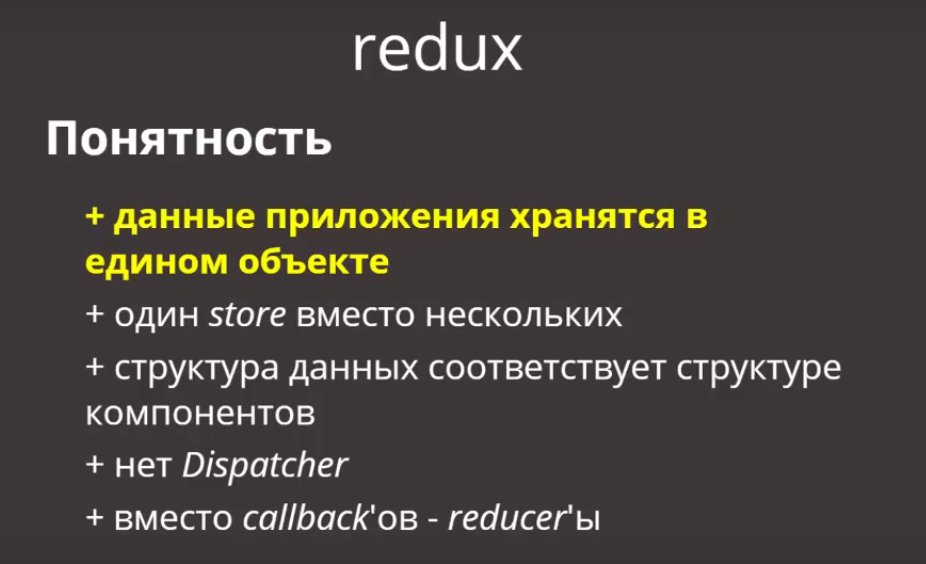 redux
Понятность
+ данные приложения хранятся в
едином объекте
+ один store вместо нескольких
+ структура данных соответствует структуре
компонентов
+ нет Dispatcher
+ вместо callback'ов - reducer'ы